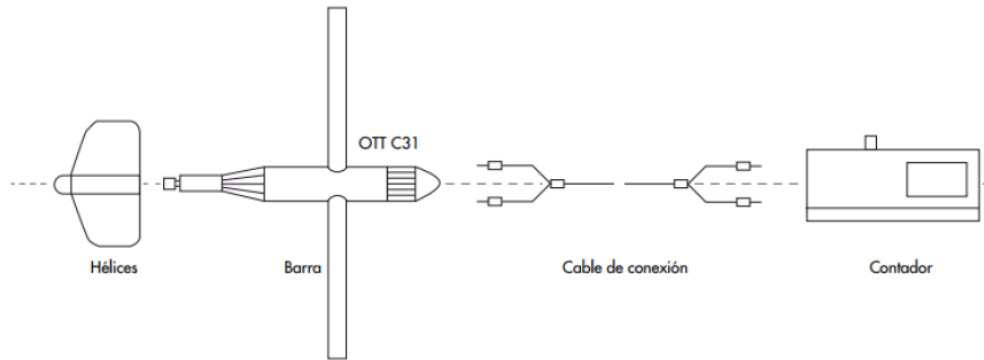 OTT C31
Hélices
Barra
Cable de conexión
Contador